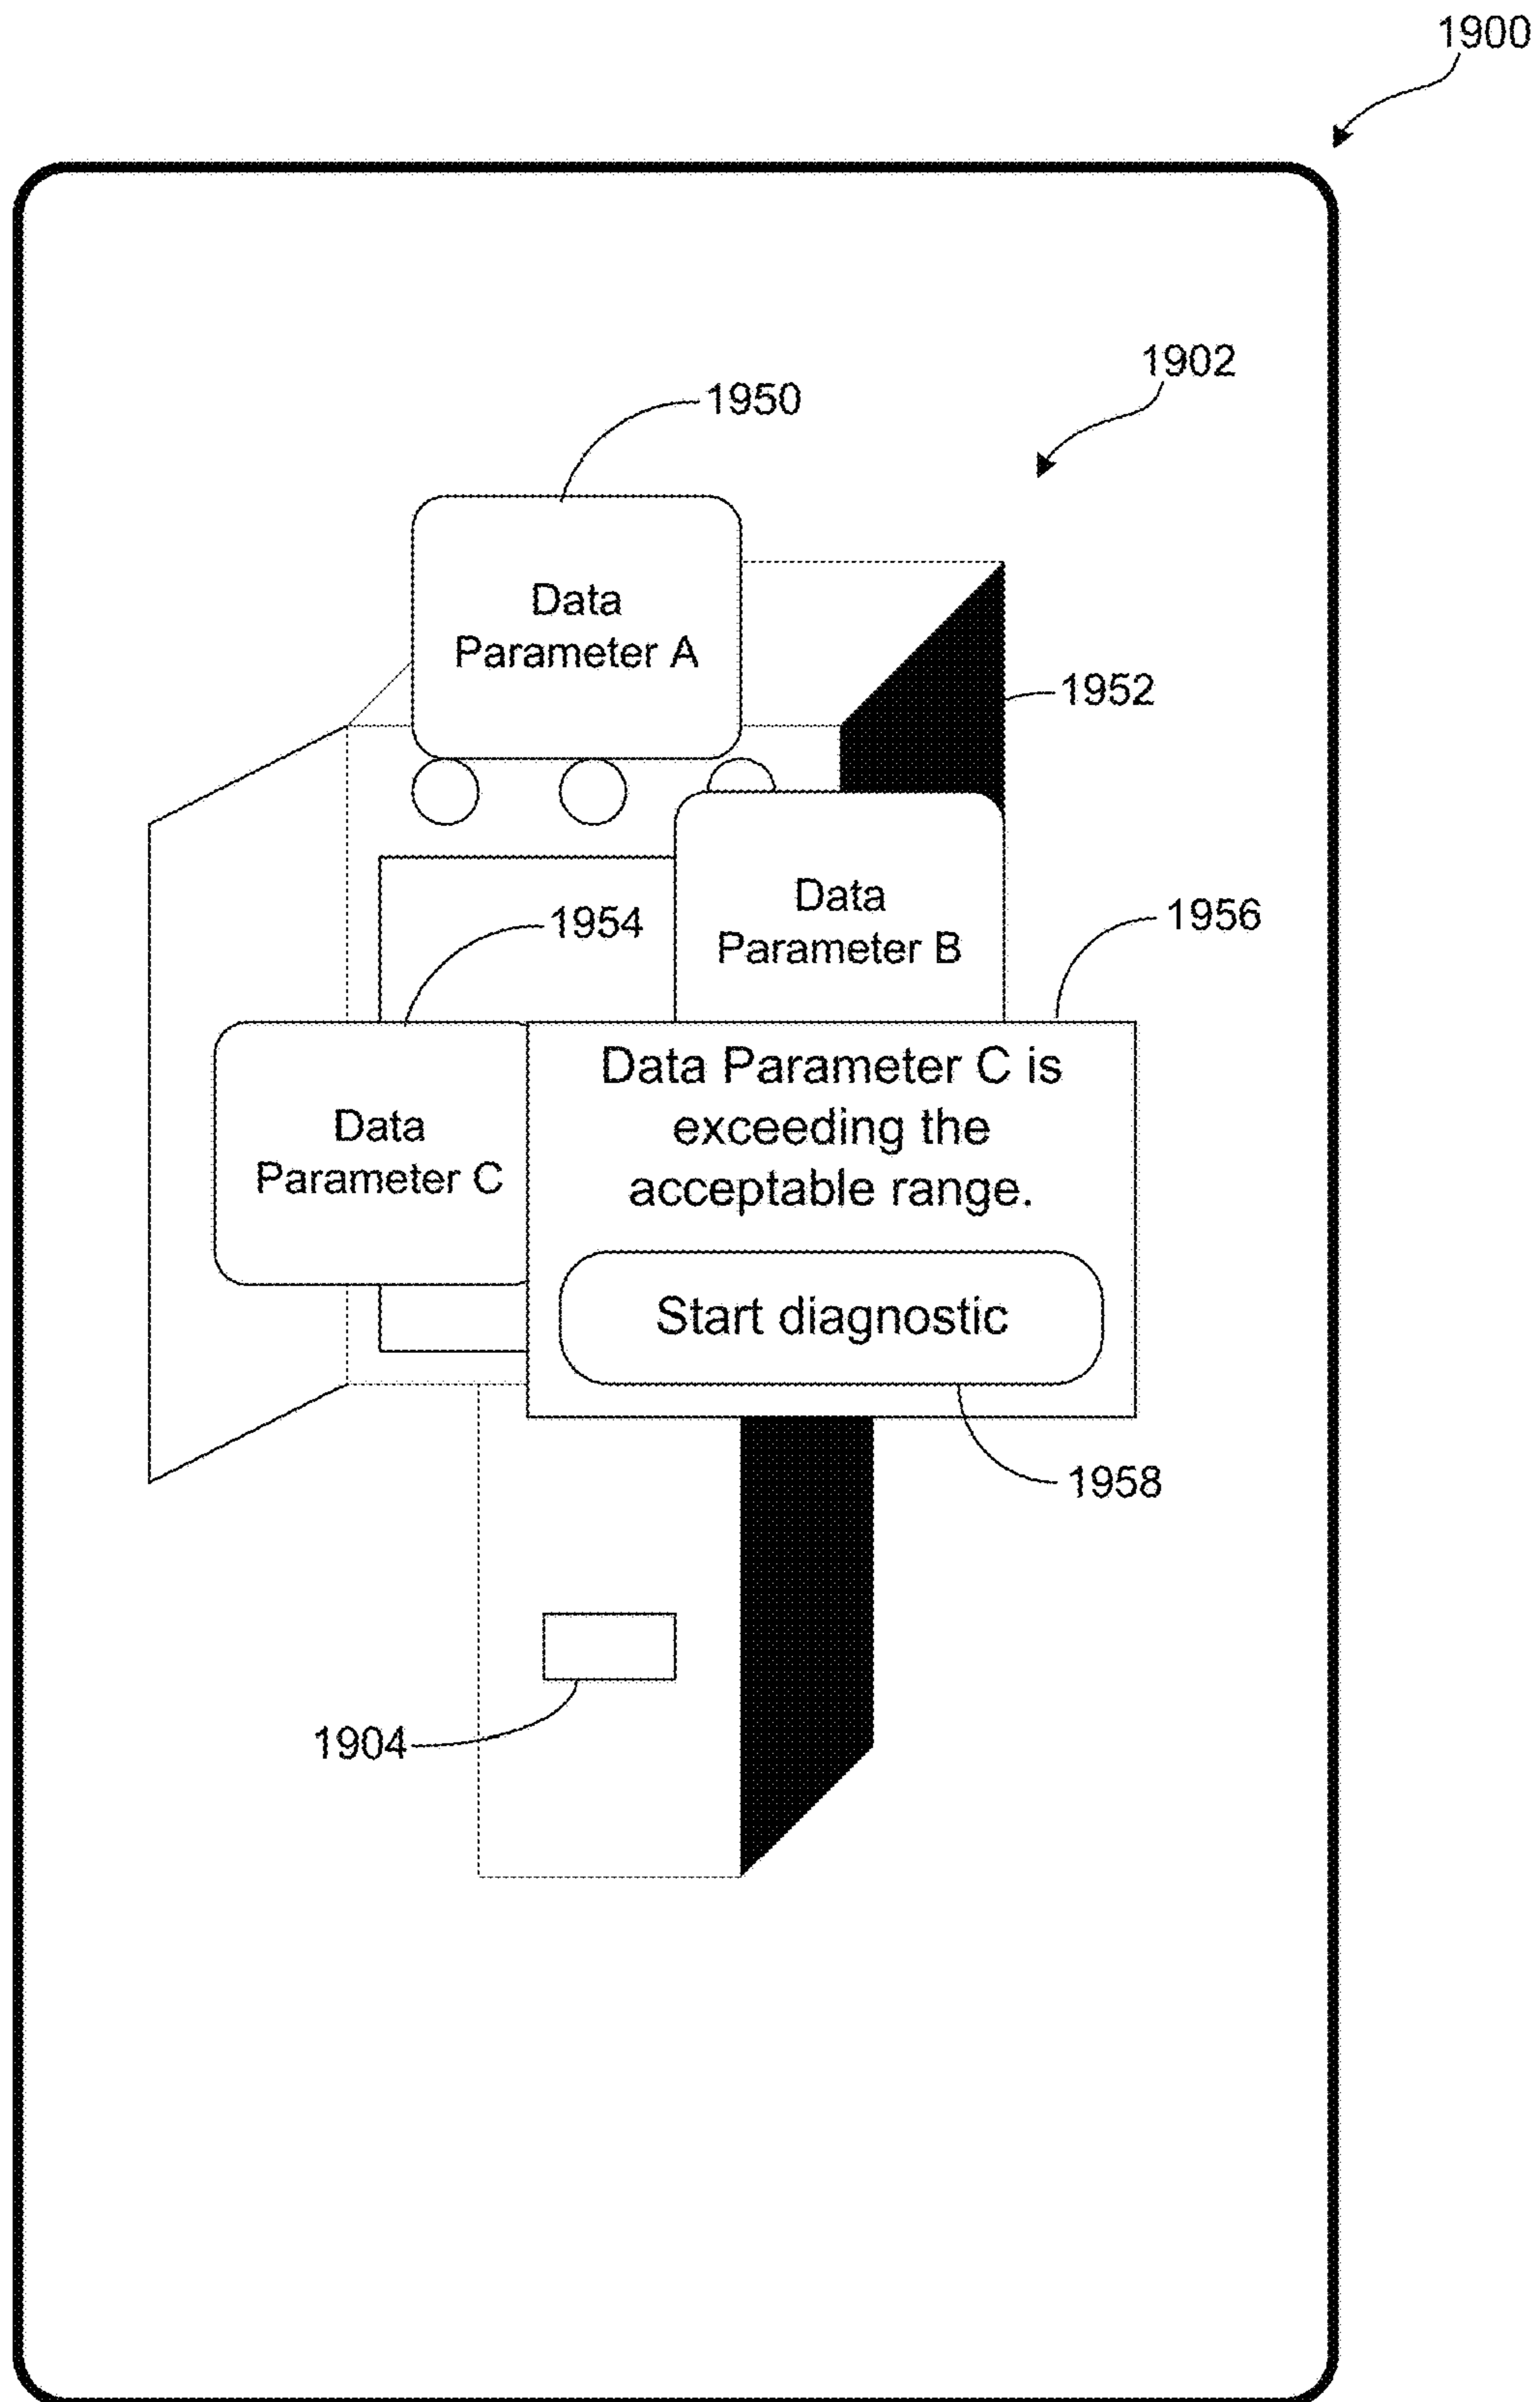 1900
1902
1950
Data
Parameter A
1952
Data
Parameter B
1954
1956
Data
Parameter C
Data Parameter C is
exceeding the
acceptable range.
Start diagnostic
1958
1904